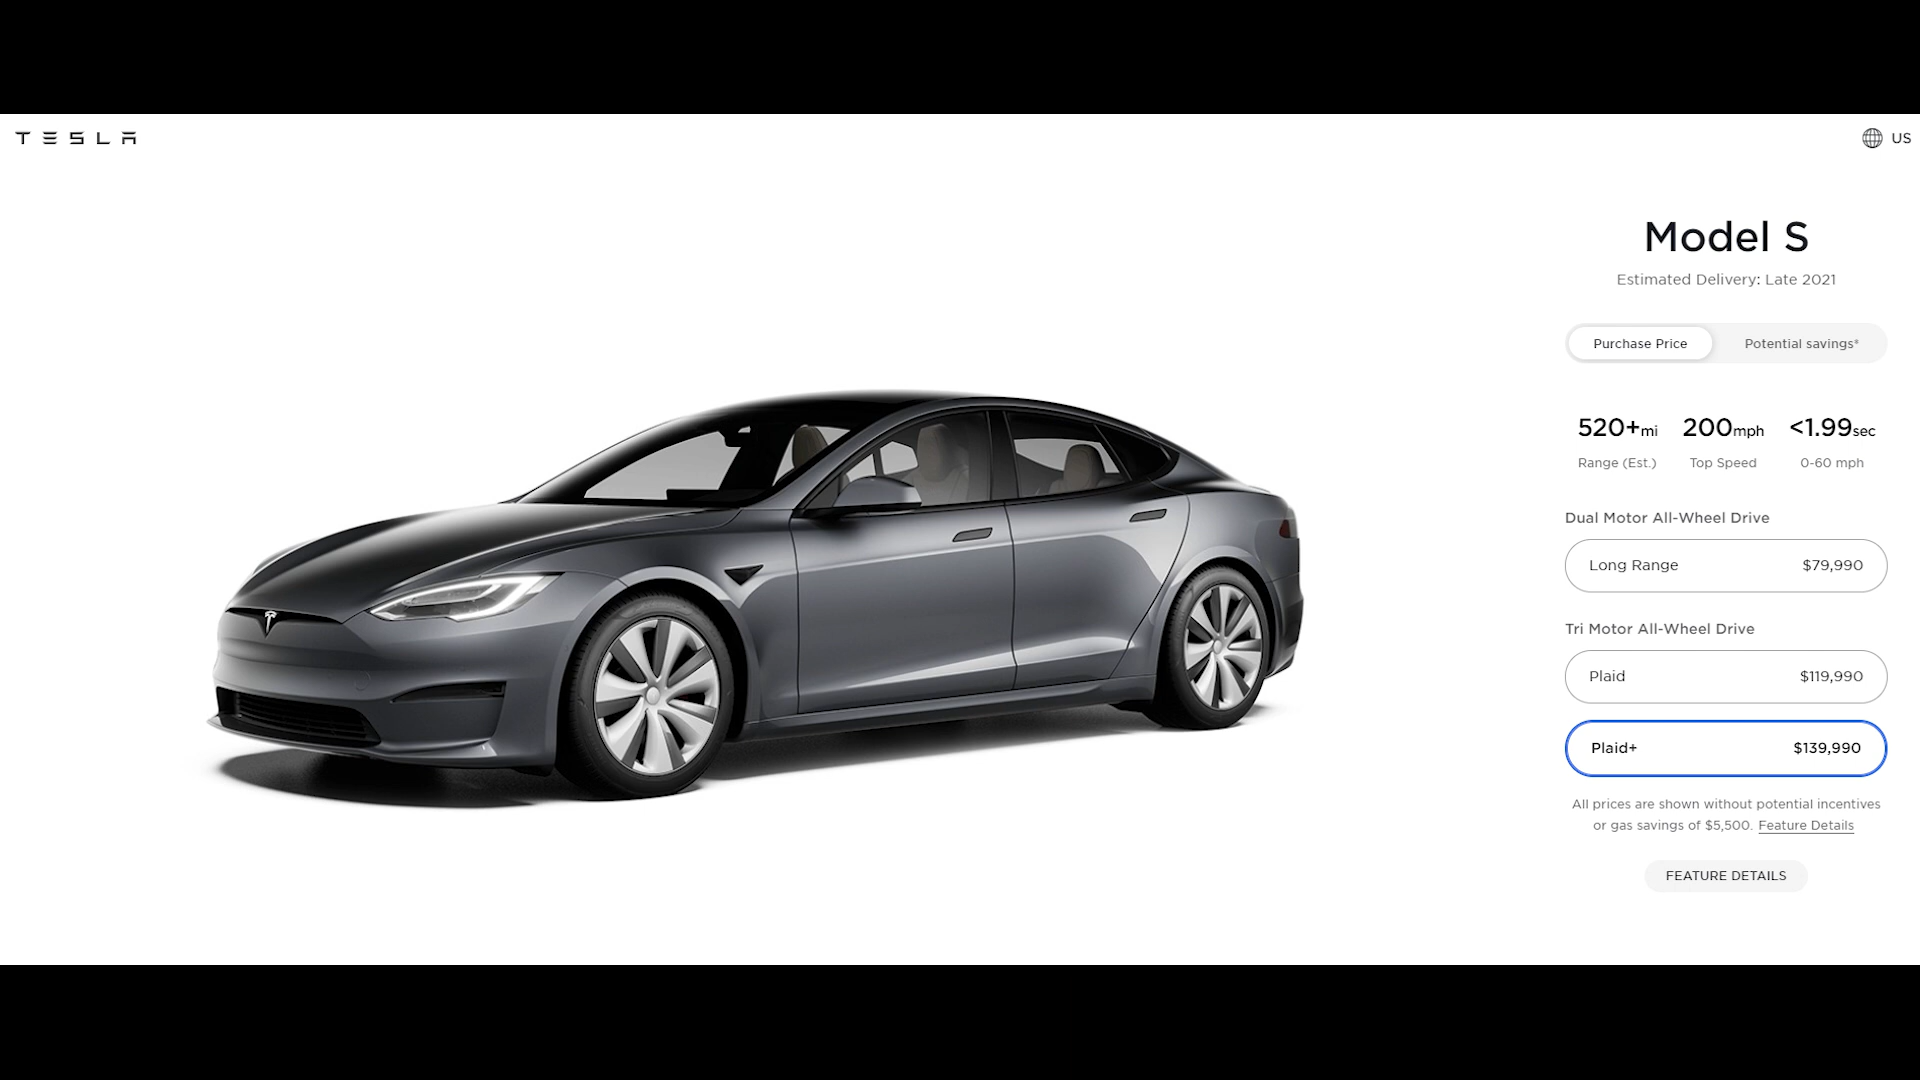 TESLA
US
Model S
Estimated Delivery: Late 2021
Purchase Price
Potential savings*
520+mi 200mph <1.99sec
Range (Est.) Top Speed 0-60 mph
Dual Motor All-Wheel Drive
Long Range $79,990
Tri Motor All-Wheel Drive
Plaid $119,990
Plaid+ $139,990
All prices are shown without potential incentives
or gas savings of $5,500. Feature Details
FEATURE DETAILS